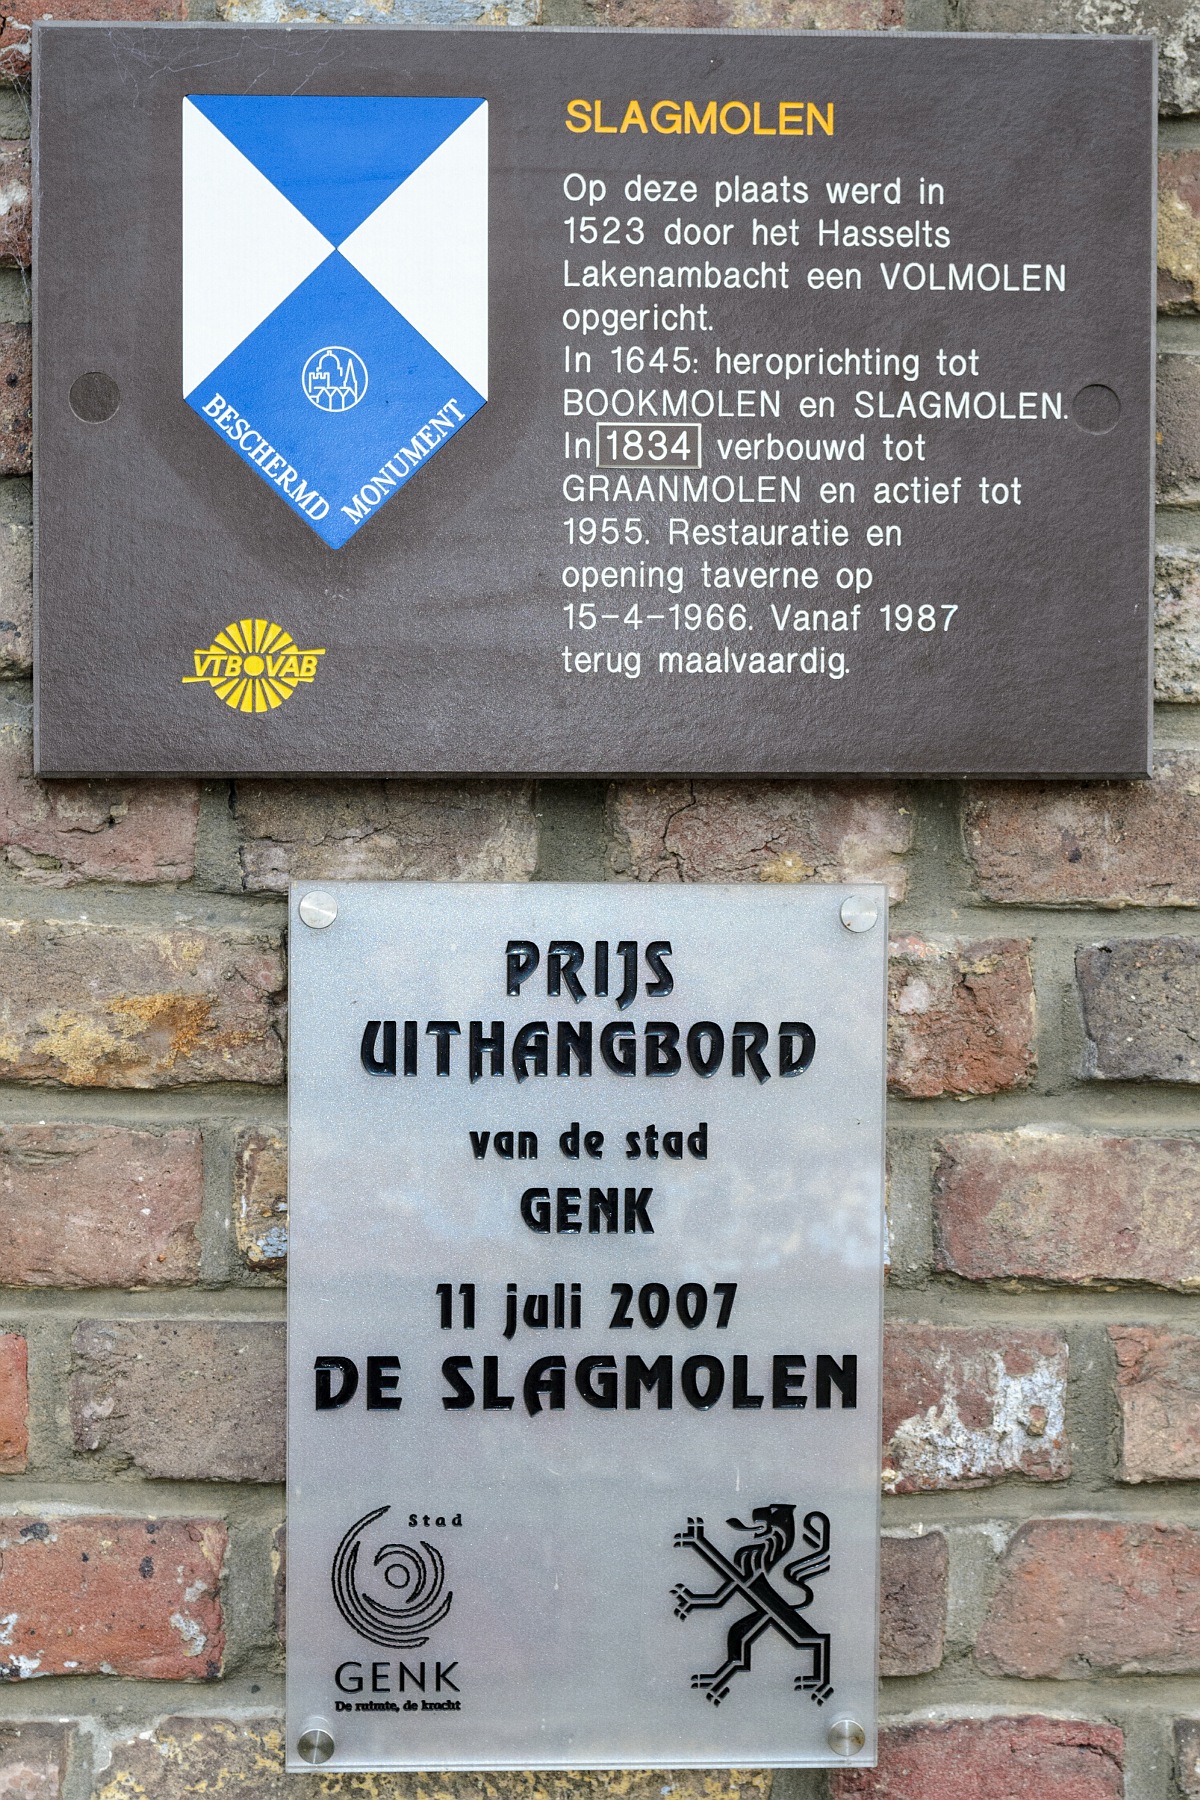 SLAGMOLEN
Op deze plaats werd in
1523 door het Hasselts
Lakenambacht een VOLMOLEN
opgericht.
In 1645: heroprichting tot
BOOKMOLEN en SLAGMOLEN.
In 1834 verbouwd tot
GRAANMOLEN en actief tot
1955. Restauratie en
opening taverne op
15-4-1966. Vanaf 1987
terug maalvaardig.
BESCHERMD
MONUMENT
VTB VAB
PRIJS
UITHANGBORD
van de stad
GENK
11 juli 2007
DE SLAGMOLEN
Stad
GENK
De ruimte, de kracht